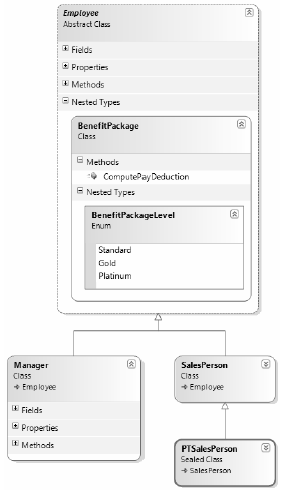 Employee
Abstract Class
Fields
Properties
Methods
Nested Types
BenefitPackage
Class
Methods
ComputePayDeduction
Nested Types
BenefitPackageLevel
Enum
Standard
Gold
Platinum
Manager
Class
Employee
Fields
Properties
Methods
SalesPerson
Class
Employee
PTSalesPerson
Sealed Class
SalesPerson